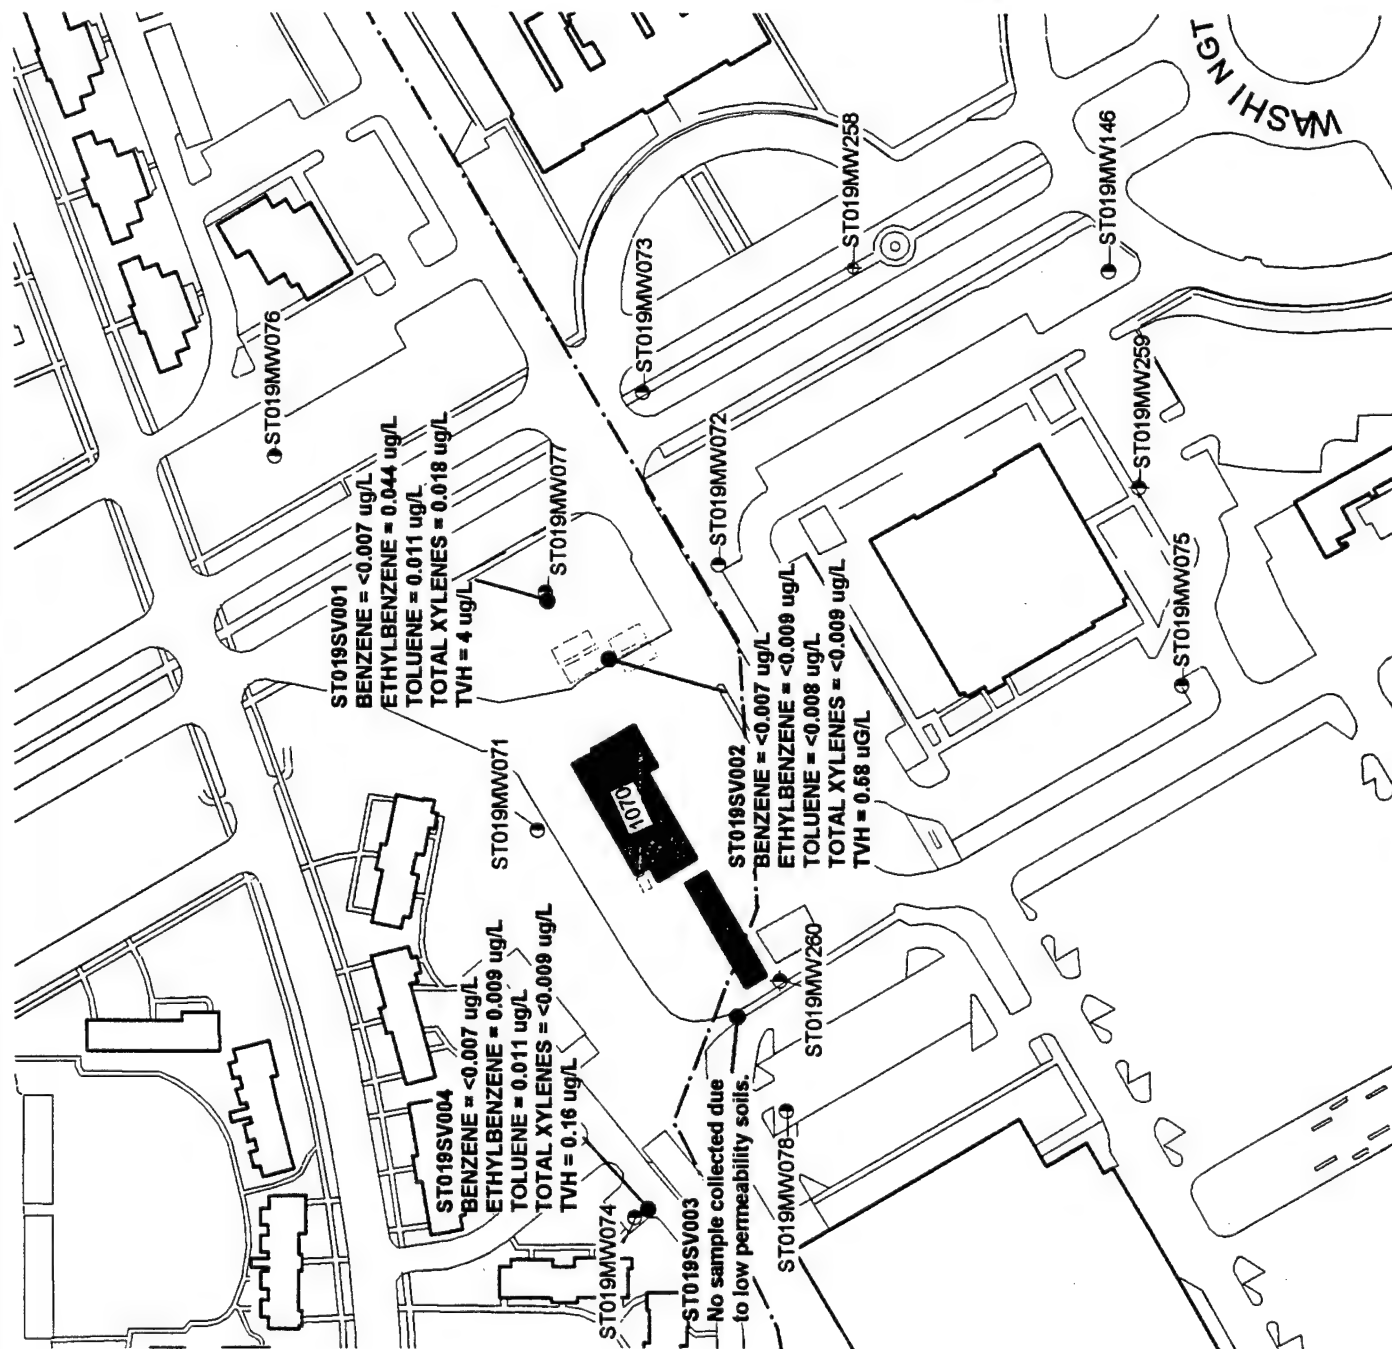 ST019SV001
BENZENE = <0.007 ug/L
ETHYLBENZENE = 0.044 ug/L
TOLUENE = 0.011 ug/L
TOTAL XYLENES = 0.018 ug/L
TVH = 4 ug/L
ST019SV002
BENZENE = <0.007 ug/L
ETHYLBENZENE = <0.009 ug/L
TOLUENE = <0.008 ug/L
TOTAL XYLENES = <0.009 ug/L
TVH = 0.58 uG/L
ST019SV004
BENZENE = <0.007 ug/L
ETHYLBENZENE = 0.009 ug/L
TOLUENE = 0.011 ug/L
TOTAL XYLENES = <0.009 ug/L
TVH = 0.16 ug/L
ST019SV003
No sample collected due
to low permeability soils.
ST019MW076
ST019MW077
ST019MW071
ST019MW074
ST019MW073
ST019MW072
ST019MW258
ST019MW146
ST019MW259
ST019MW075
ST019MW260
ST019MW078
1070
WASHINGT